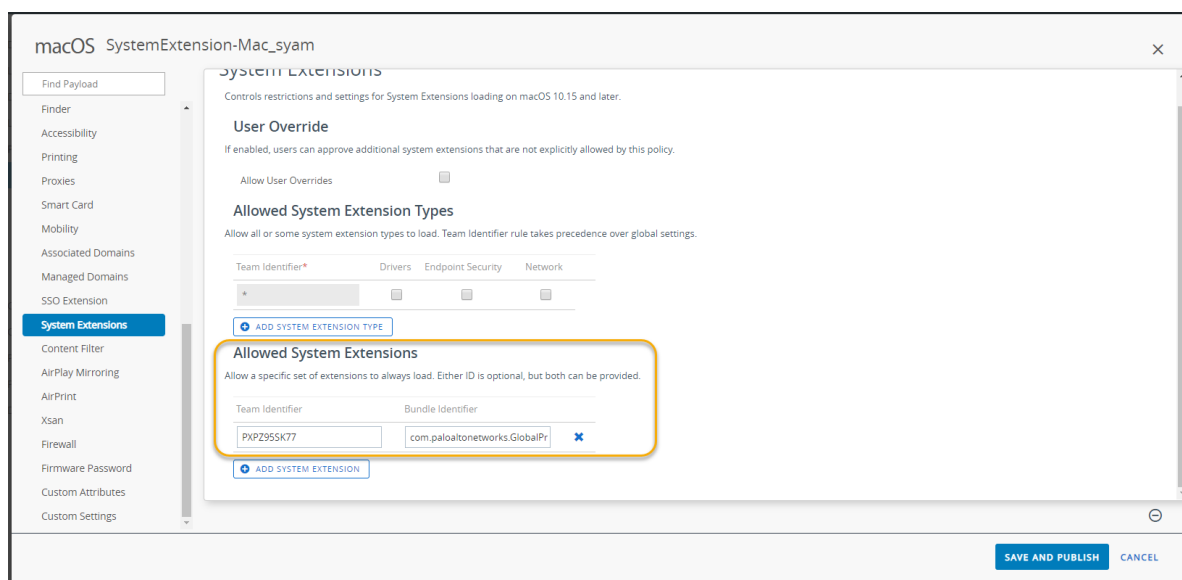 macOS SystemExtension-Mac_syam
Find Payload
Finder
Accessibility
Printing
Proxies
Smart Card
Mobility
Associated Domains
Managed Domains
SSO Extension
System Extensions
Content Filter
AirPlay Mirroring
AirPrint
Xsan
Firewall
Firmware Password
Custom Attributes
Custom Settings
System Extensions
Controls restrictions and settings for System Extensions loading on macOS 10.15 and later.
User Override
If enabled, users can approve additional system extensions that are not explicitly allowed by this policy.
Allow User Overrides
Allowed System Extension Types
Allow all or some system extension types to load. Team Identifier rule takes precedence over global settings.
Team Identifier* Drivers Endpoint Security Network
*
ADD SYSTEM EXTENSION TYPE
Allowed System Extensions
Allow a specific set of extensions to always load. Either ID is optional, but both can be provided.
Team Identifier Bundle Identifier
PXPZ95SK77 com.paloaltonetworks.GlobalPr
ADD SYSTEM EXTENSION
SAVE AND PUBLISH CANCEL